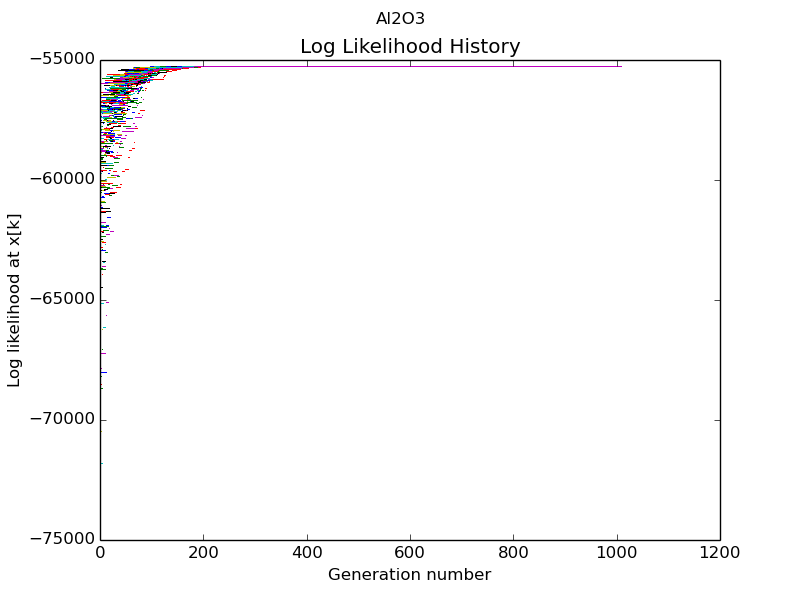 Al2O3
Log Likelihood History
Log likelihood at x[k]
−55000
−60000
−65000
−70000
−75000
0 200 400 600 800 1000 1200
Generation number